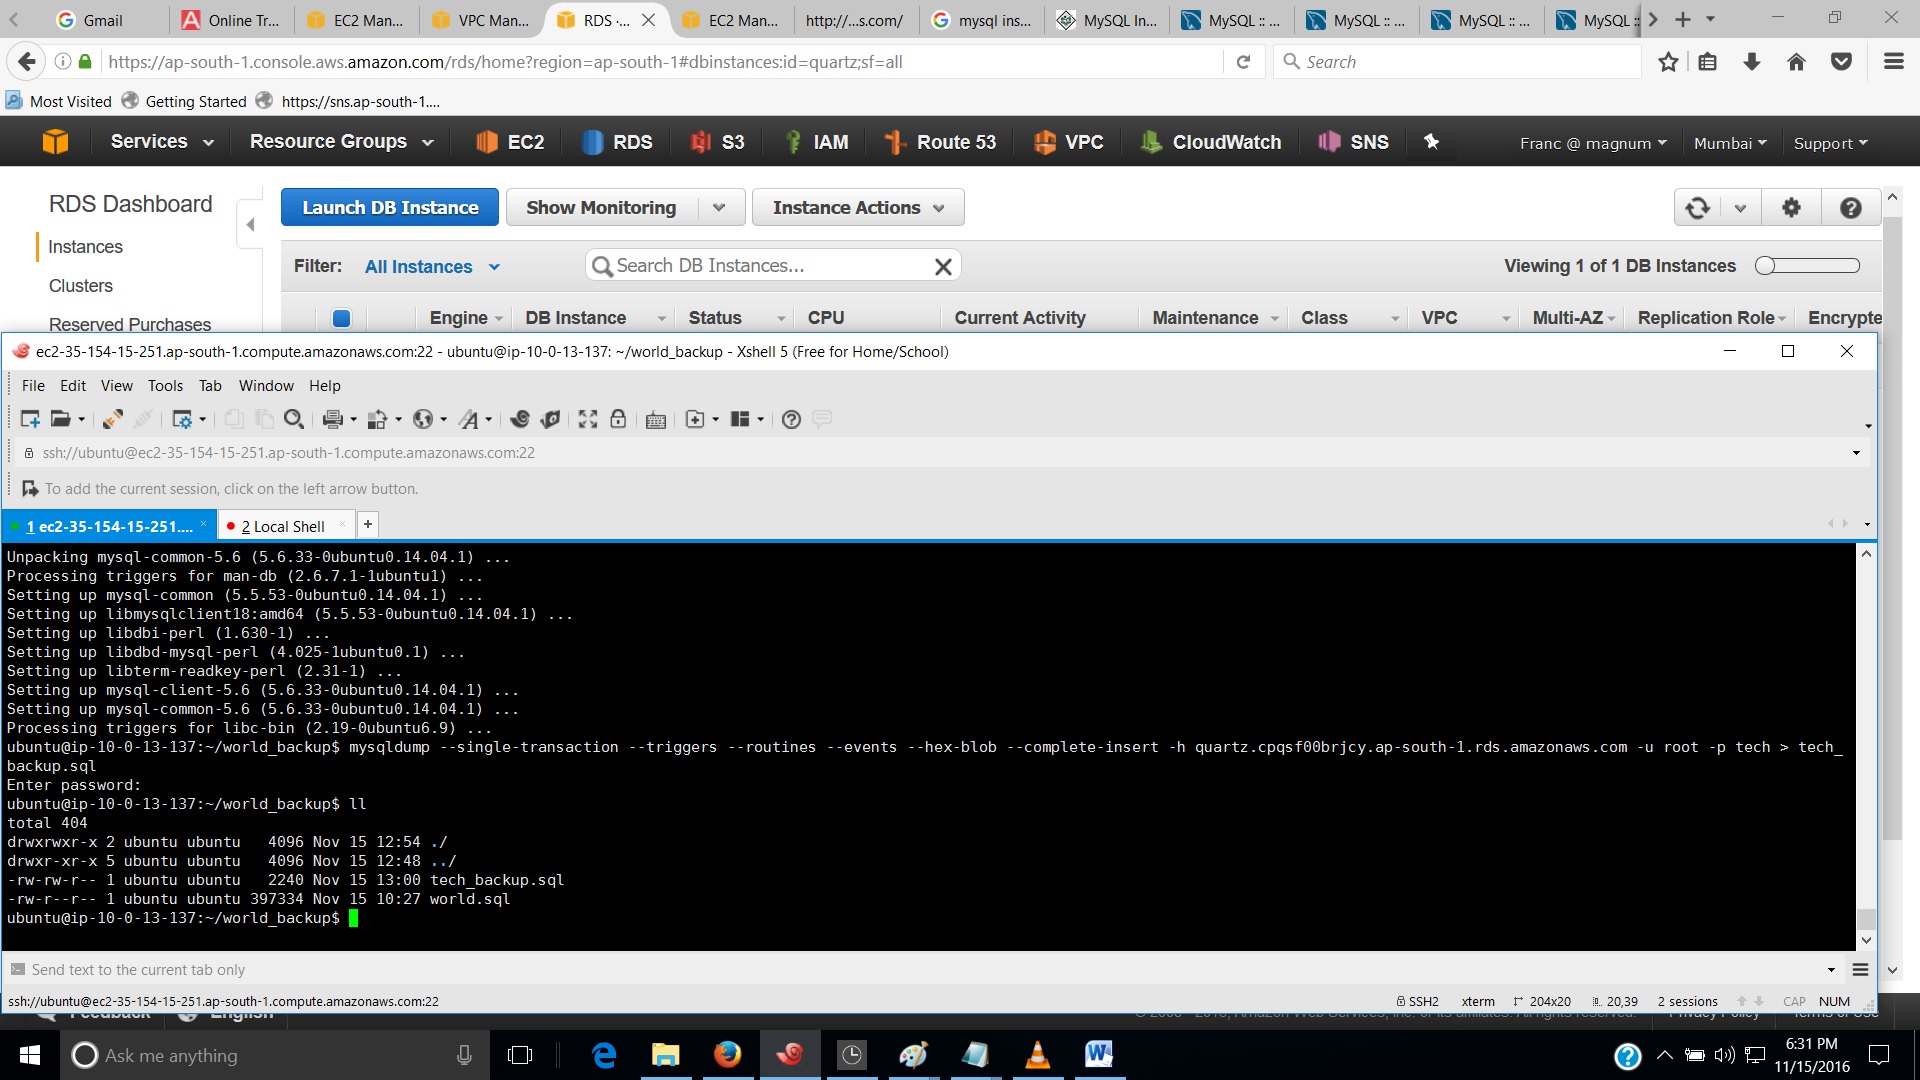 Gmail
Online Tr...
EC2 Man...
VPC Man...
RDS ·...
EC2 Man...
http://...s.com/
mysql ins...
MySQL In...
MySQL :: ...
MySQL :: ...
MySQL :: ...
MySQL ::
https://ap-south-1.console.aws.amazon.com/rds/home?region=ap-south-1#dbinstances:id=quartz;sf=all
Search
Most Visited
Getting Started
https://sns.ap-south-1....
Services
Resource Groups
EC2
RDS
S3
IAM
Route 53
VPC
CloudWatch
SNS
Franc @ magnum
Mumbai
Support
RDS Dashboard
Launch DB Instance
Show Monitoring
Instance Actions
Instances
Filter: All Instances
Search DB Instances...
Viewing 1 of 1 DB Instances
Clusters
Reserved Purchases
Engine
DB Instance
Status
CPU
Current Activity
Maintenance
Class
VPC
Multi-AZ
Replication Role
Encrypte
ec2-35-154-15-251.ap-south-1.compute.amazonaws.com:22 - ubuntu@ip-10-0-13-137: ~/world_backup - Xshell 5 (Free for Home/School)
File Edit View Tools Tab Window Help
ssh://ubuntu@ec2-35-154-15-251.ap-south-1.compute.amazonaws.com:22
To add the current session, click on the left arrow button.
1 ec2-35-154-15-251....
2 Local Shell
Unpacking mysql-common-5.6 (5.6.33-0ubuntu0.14.04.1) ...
Processing triggers for man-db (2.6.7.1-1ubuntu1) ...
Setting up mysql-common (5.5.53-0ubuntu0.14.04.1) ...
Setting up libmysqlclient18:amd64 (5.5.53-0ubuntu0.14.04.1) ...
Setting up libdbi-perl (1.630-1) ...
Setting up libdbd-mysql-perl (4.025-1ubuntu0.1) ...
Setting up libterm-readkey-perl (2.31-1) ...
Setting up mysql-client-5.6 (5.6.33-0ubuntu0.14.04.1) ...
Setting up mysql-common-5.6 (5.6.33-0ubuntu0.14.04.1) ...
Processing triggers for libc-bin (2.19-0ubuntu6.9) ...
ubuntu@ip-10-0-13-137:~/world_backup$ mysqldump --single-transaction --triggers --routines --events --hex-blob --complete-insert -h quartz.cpqsf00brjcy.ap-south-1.rds.amazonaws.com -u root -p tech > tech_
backup.sql
Enter password:
ubuntu@ip-10-0-13-137:~/world_backup$ ll
total 404
drwxrwxr-x 2 ubuntu ubuntu   4096 Nov 15 12:54 ./
drwxr-xr-x 5 ubuntu ubuntu   4096 Nov 15 12:48 ../
-rw-rw-r-- 1 ubuntu ubuntu   2240 Nov 15 13:00 tech_backup.sql
-rw-r--r-- 1 ubuntu ubuntu 397334 Nov 15 10:27 world.sql
ubuntu@ip-10-0-13-137:~/world_backup$
Send text to the current tab only
ssh://ubuntu@ec2-35-154-15-251.ap-south-1.compute.amazonaws.com:22
SSH2
xterm
204x20
20,39
2 sessions
CAP
NUM
Feedback
English
Privacy Policy
Terms of Use
Ask me anything
6:31 PM
11/15/2016